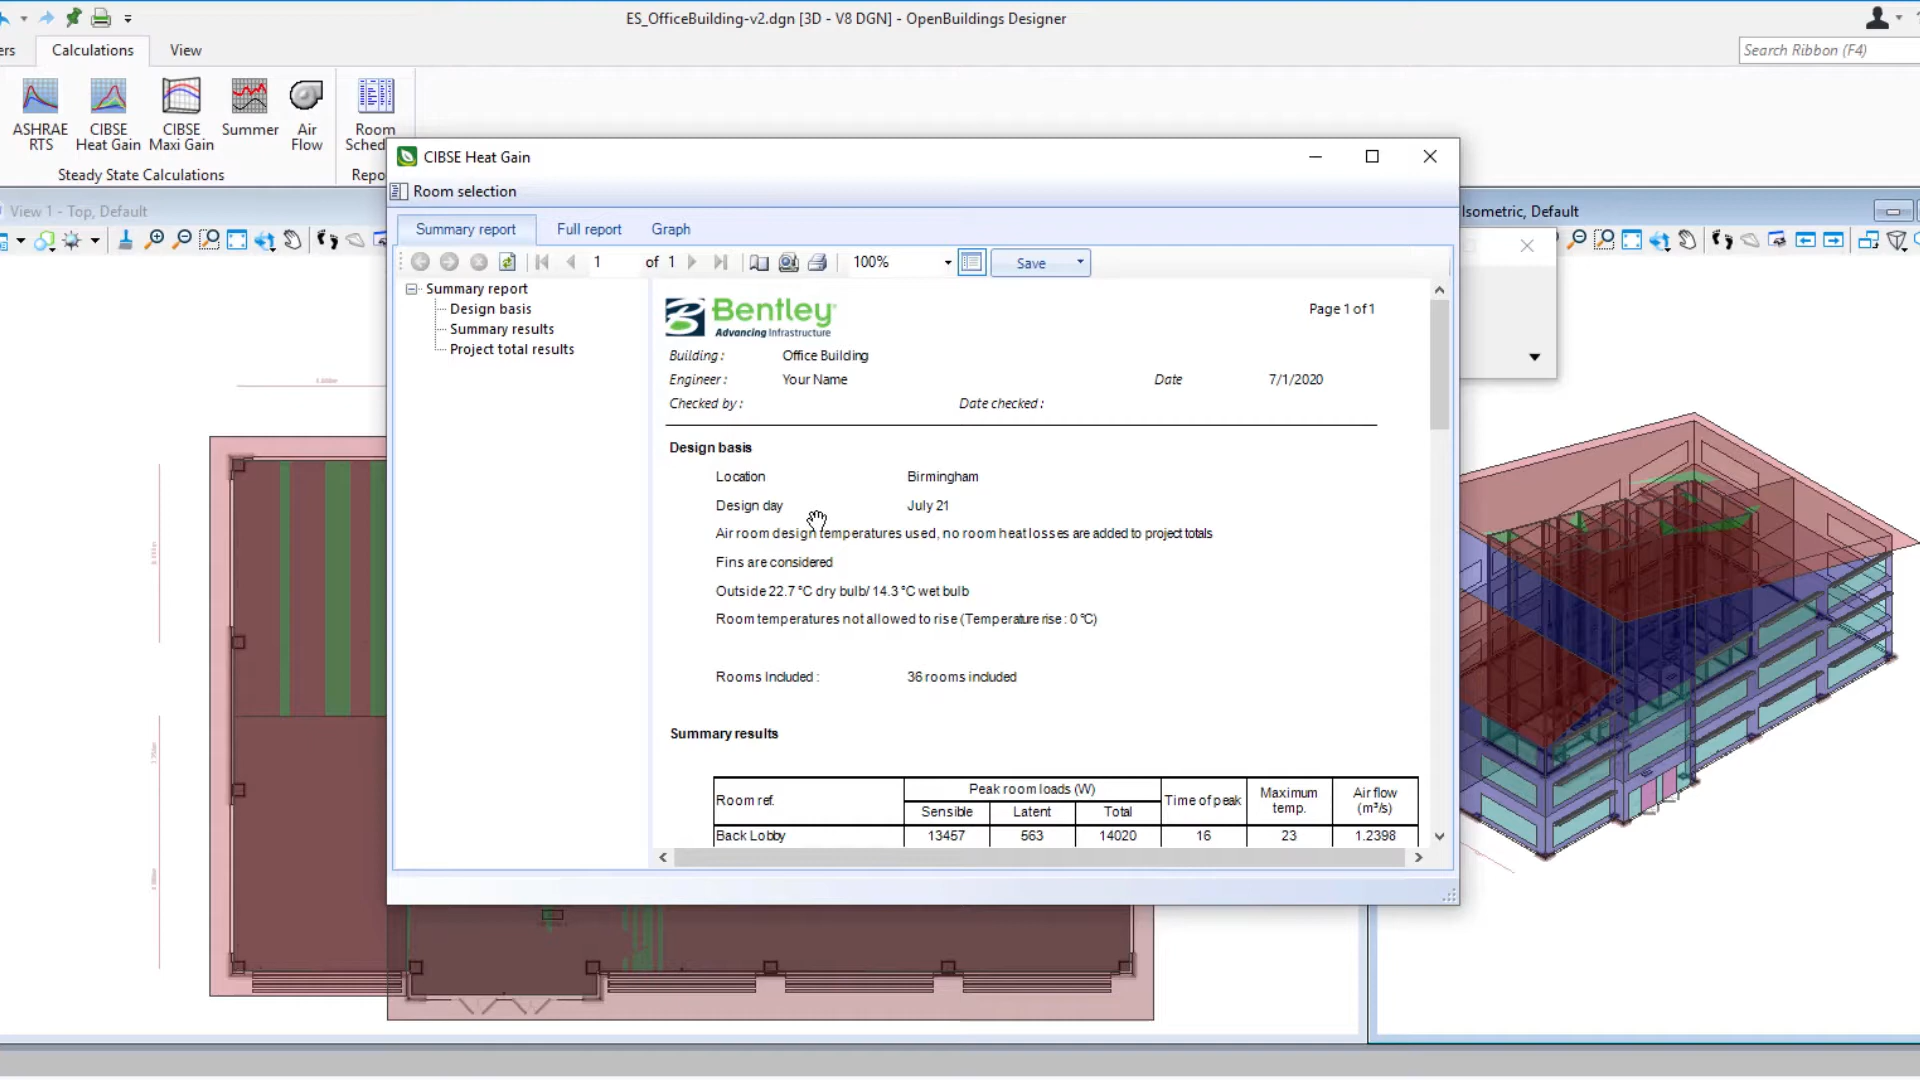 ES_OfficeBuilding-v2.dgn [3D - V8 DGN] - OpenBuildings Designer
ers Calculations View
Search Ribbon (F4)
ASHRAE RTS
CIBSE Heat Gain
CIBSE Maxi Gain
Summer
Air Flow
Room Sched
Steady State Calculations
Repo
CIBSE Heat Gain
Room selection
View 1 - Top, Default
Isometric, Default
Summary report Full report Graph
1 of 1 100% Save
Summary report
Design basis
Summary results
Project total results
Bentley
Advancing Infrastructure
Page 1 of 1
Building : Office Building
Engineer : Your Name Date 7/1/2020
Checked by : Date checked :
Design basis
Location Birmingham
Design day July 21
Air room design temperatures used, no room heat losses are added to project totals
Fins are considered
Outside 22.7 °C dry bulb/ 14.3 °C wet bulb
Room temperatures not allowed to rise (Temperature rise : 0 °C)
Rooms Included : 36 rooms included
Summary results
Room ref. Peak room loads (W) Time of peak Maximum temp. Air flow (m³/s)
Sensible Latent Total
Back Lobby 13457 563 14020 16 23 1.2398